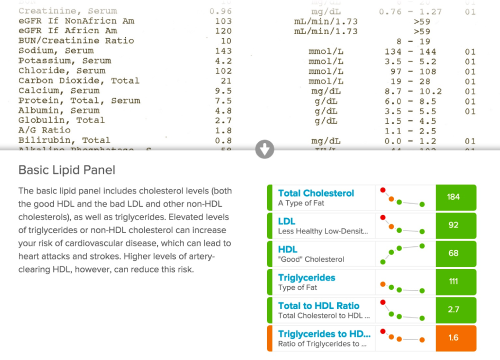 Creatinine, Serum 0.96 mg/dL 0.76 - 1.27 01
eGFR If NonAfricn Am 103 mL/min/1.73 >59
eGFR If Africn Am 120 mL/min/1.73 >59
BUN/Creatinine Ratio 10 8 - 19
Sodium, Serum 143 mmol/L 134 - 144 01
Potassium, Serum 4.2 mmol/L 3.5 - 5.2 01
Chloride, Serum 102 mmol/L 97 - 108 01
Carbon Dioxide, Total 21 mmol/L 19 - 28 01
Calcium, Serum 9.5 mg/dL 8.7 - 10.2 01
Protein, Total, Serum 7.5 g/dL 6.0 - 8.5 01
Albumin, Serum 4.8 g/dL 3.5 - 5.5 01
Globulin, Total 2.7 g/dL 1.5 - 4.5
A/G Ratio 1.8 1.1 - 2.5
Bilirubin, Total 0.8 mg/dL 0.0 - 1.2 01
Basic Lipid Panel
The basic lipid panel includes cholesterol levels (both
the good HDL and the bad LDL and other non-HDL
cholesterols), as well as triglycerides. Elevated levels
of triglycerides or non-HDL cholesterol can increase
your risk of cardiovascular disease, which can lead to
heart attacks and strokes. Higher levels of artery-
clearing HDL, however, can reduce this risk.
Total Cholesterol 184
A Type of Fat
LDL 92
Less Healthy Low-Densit...
HDL 68
"Good" Cholesterol
Triglycerides 111
Type of Fat
Total to HDL Ratio 2.7
Total Cholesterol to HDL ...
Triglycerides to HD... 1.6
Ratio of Triglycerides to ...